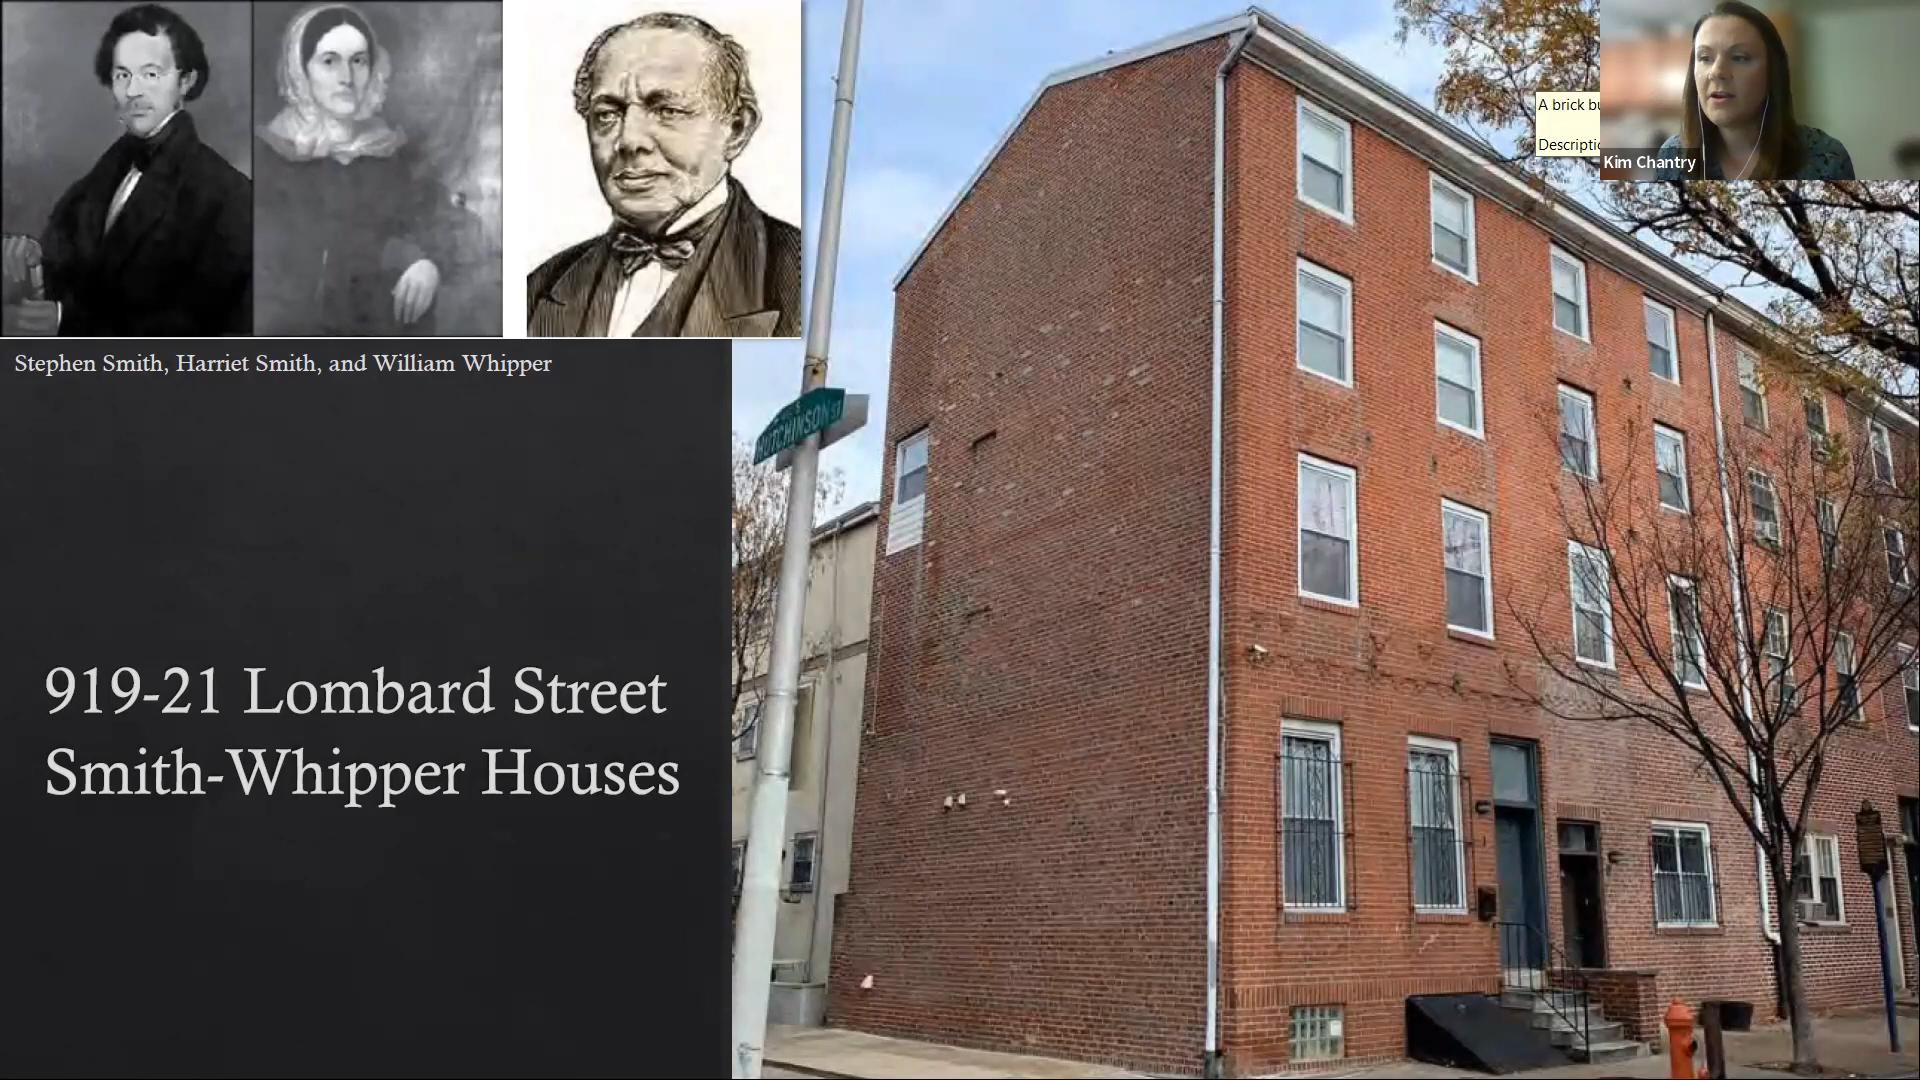 A brick bu
Descriptio
Kim Chantry
Stephen Smith, Harriet Smith, and William Whipper
HUTCHINSON ST
919-21 Lombard Street
Smith-Whipper Houses